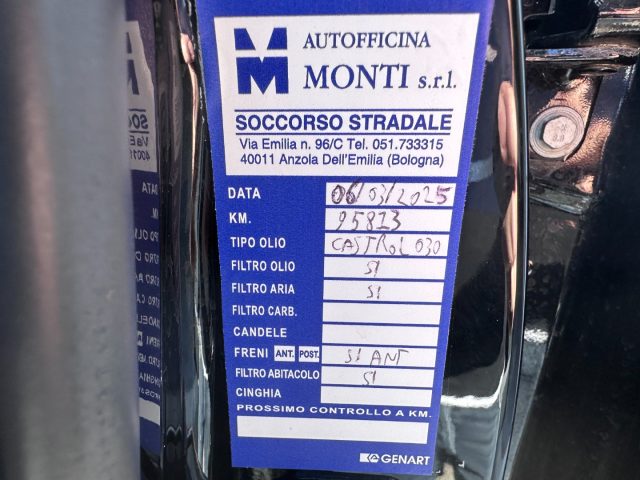 M AUTOFFICINA
MONTI s.r.l.
SOCCORSO STRADALE
Via Emilia n. 96/C Tel. 051.733315
40011 Anzola Dell'Emilia (Bologna)
DATA 06/03/2025
KM. 95813
TIPO OLIO CASTROL 030
FILTRO OLIO SI
FILTRO ARIA SI
FILTRO CARB.
CANDELE
FRENI ANT. POST. SI ANT
FILTRO ABITACOLO SI
CINGHIA
PROSSIMO CONTROLLO A KM.
GENART